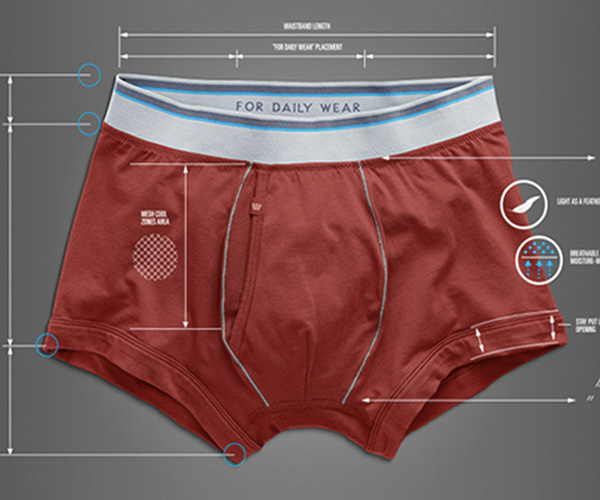 WAISTBAND LENGTH
'FOR DAILY WEAR' PLACEMENT
FOR DAILY WEAR
MESH COOL
ZONES AREA
LIGHT AS A
BREATHABLE
STAY PUT
OPENING